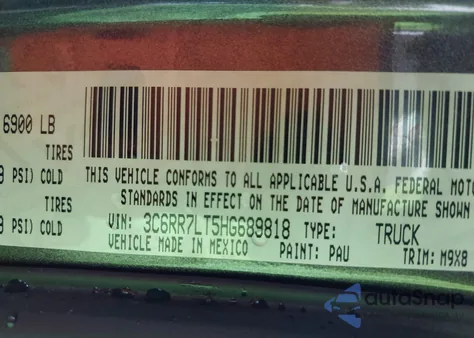 6900 LB
TIRES
PSI) COLD THIS VEHICLE CONFORMS TO ALL APPLICABLE U.S.A. FEDERAL
TIRES STANDARDS IN EFFECT ON THE DATE OF MANUFACTURE SHOWN
PSI) COLD VIN: 3C6RR7LT5HG689818 TYPE: TRUCK
VEHICLE MADE IN MEXICO PAINT: PAU TRIM: M9X8
autoSnap